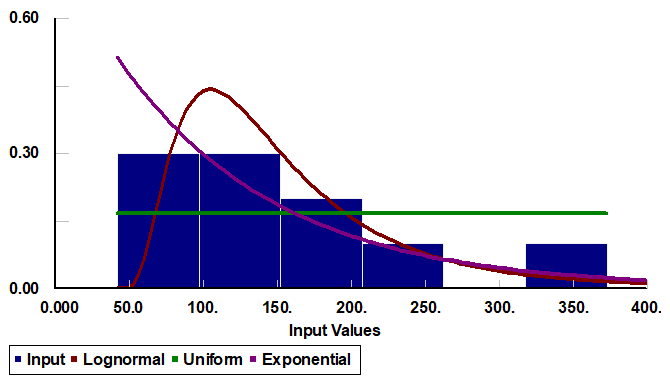 0.60
0.30
0.00
0.000 50.0 100. 150. 200. 250. 300. 350. 400.
Input Values
Input Lognormal Uniform Exponential